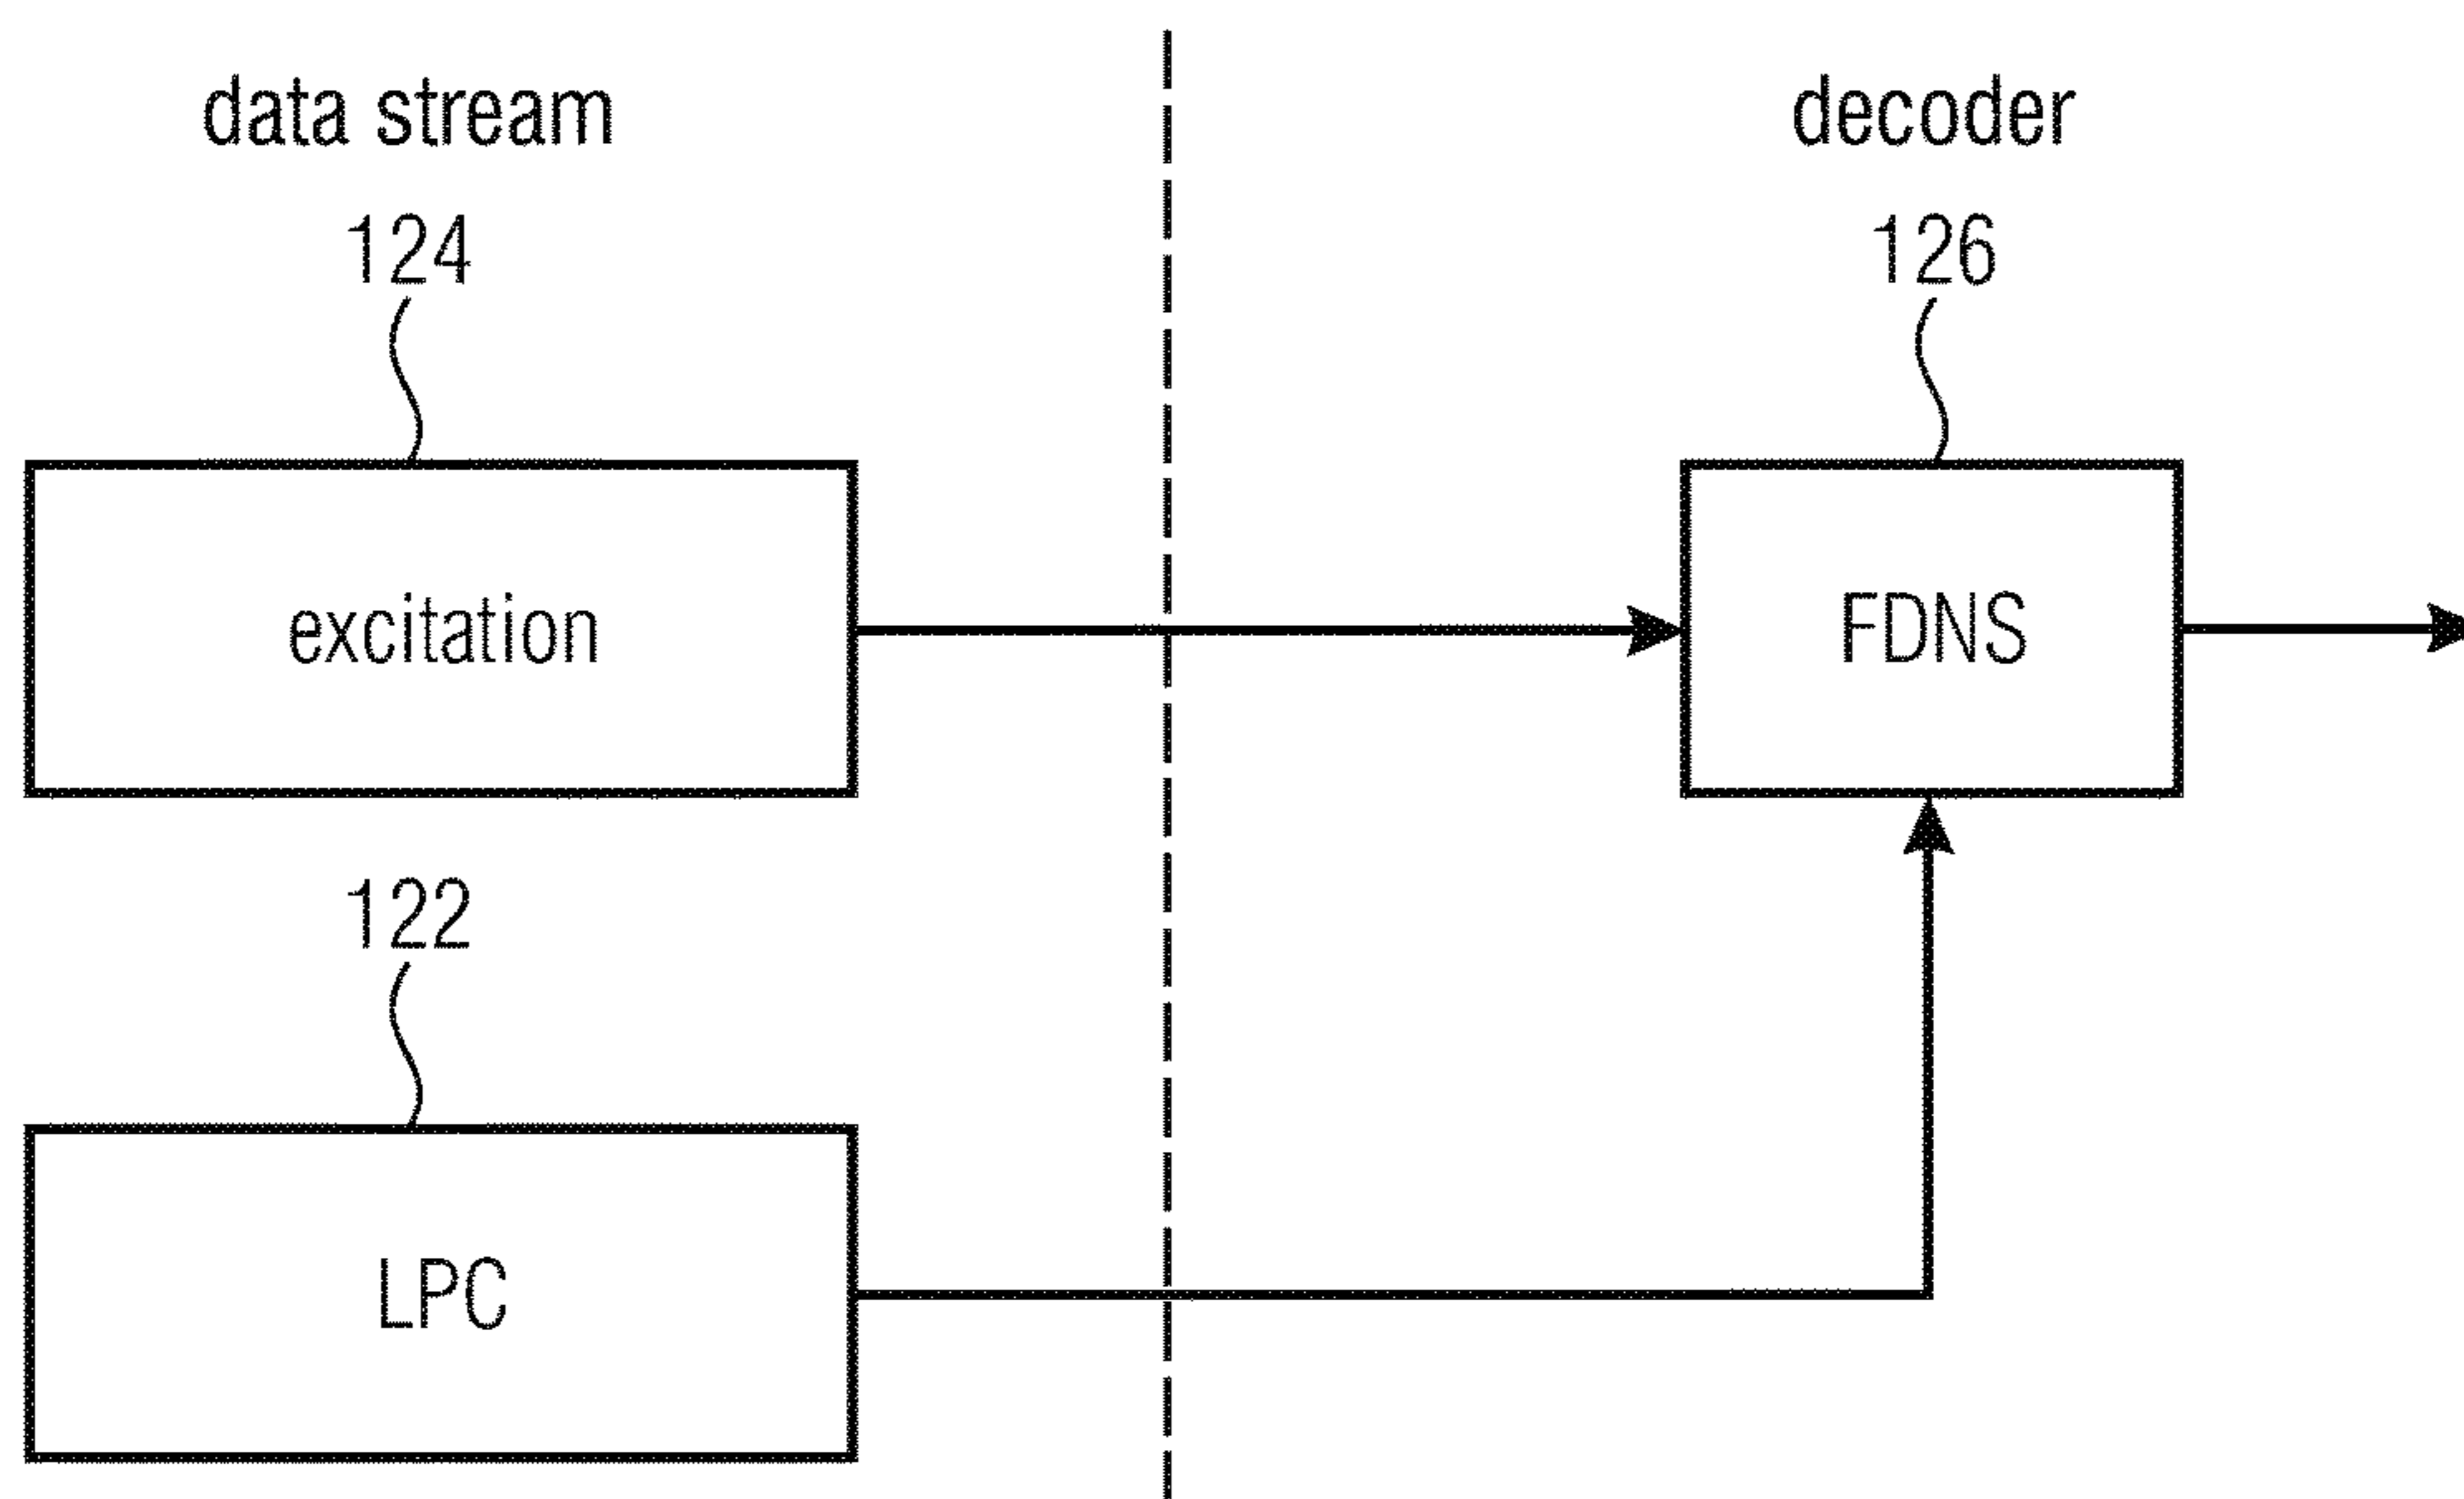 data stream
decoder
124
126
excitation
FDNS
122
LPC